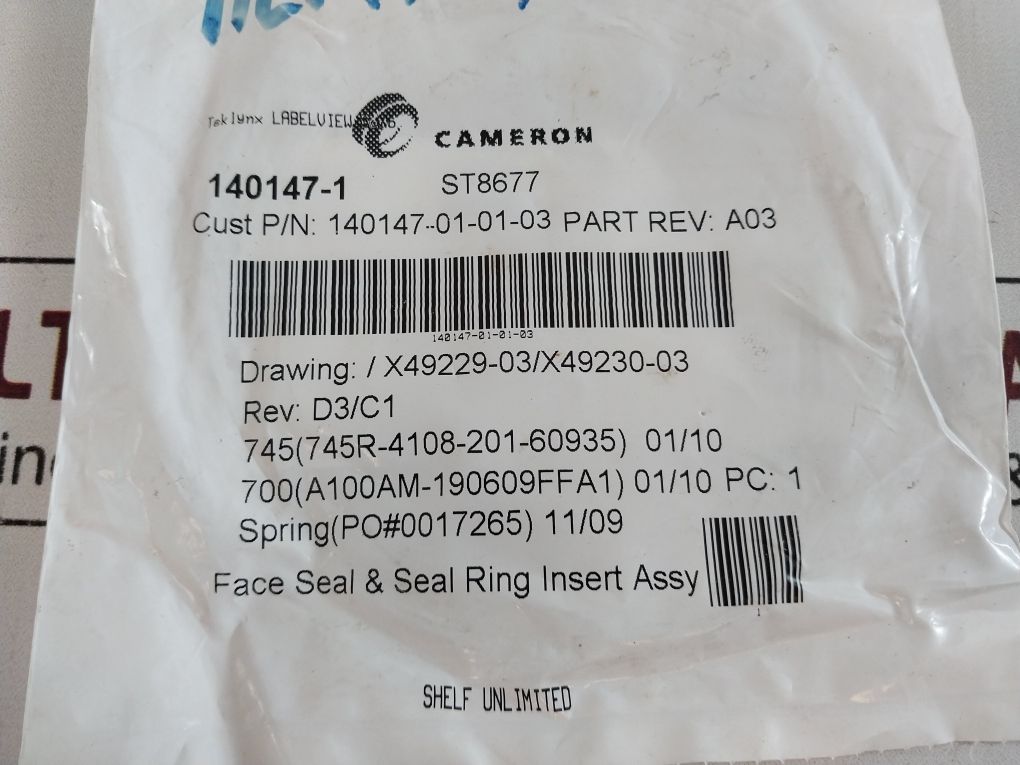 Teklynx LABELVIEW
CAMERON
140147-1 ST8677
Cust P/N: 140147-01-01-03 PART REV: A03
140147-01-01-03
Drawing: / X49229-03/X49230-03
Rev: D3/C1
745(745R-4108-201-60935) 01/10
700(A100AM-190609FFA1) 01/10 PC: 1
Spring(PO#0017265) 11/09
Face Seal & Seal Ring Insert Assy
1
SHELF UNLIMITED